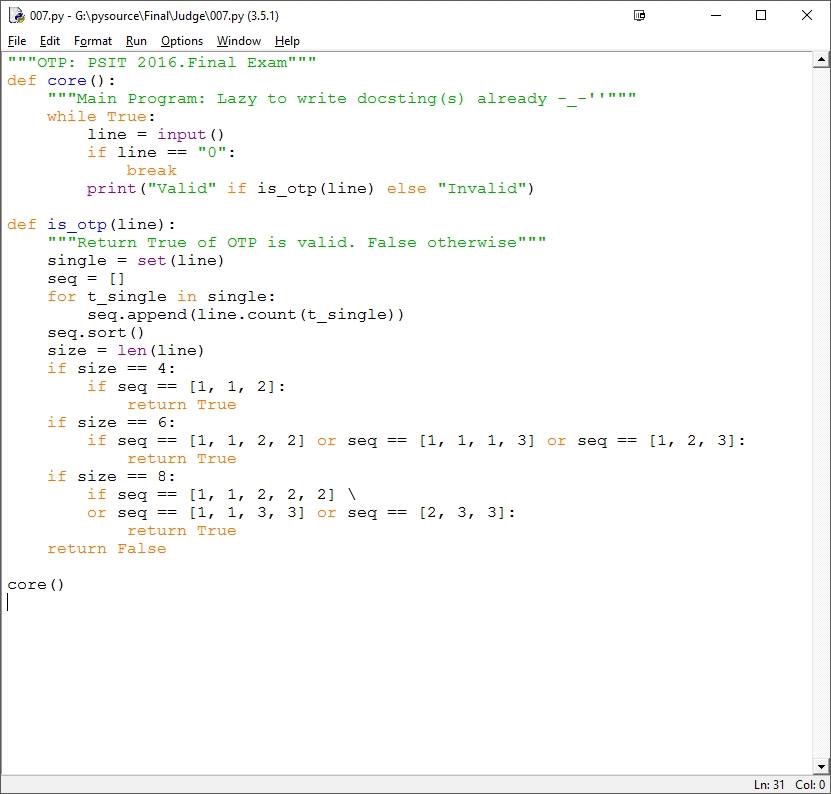 007.py - G:\pysource\Final\Judge\007.py (3.5.1)
File Edit Format Run Options Window Help
"""OTP: PSIT 2016.Final Exam"""
def core():
    """Main Program: Lazy to write docsting(s) already -_-''"""
    while True:
        line = input()
        if line == "0":
            break
        print("Valid" if is_otp(line) else "Invalid")

def is_otp(line):
    """Return True of OTP is valid. False otherwise"""
    single = set(line)
    seq = []
    for t_single in single:
        seq.append(line.count(t_single))
    seq.sort()
    size = len(line)
    if size == 4:
        if seq == [1, 1, 2]:
            return True
    if size == 6:
        if seq == [1, 1, 2, 2] or seq == [1, 1, 1, 3] or seq == [1, 2, 3]:
            return True
    if size == 8:
        if seq == [1, 1, 2, 2, 2] \
        or seq == [1, 1, 3, 3] or seq == [2, 3, 3]:
            return True
    return False

core()
Ln: 31 Col: 0